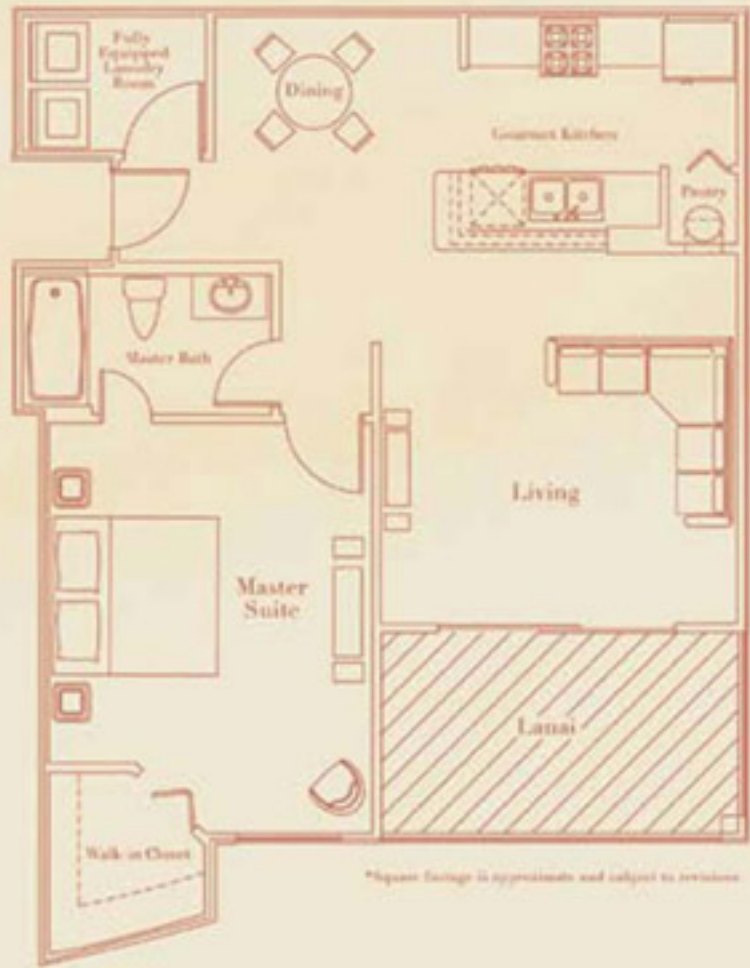 Fully
Equipped
Laundry
Room
Dining
Gourmet Kitchen
Pantry
Master Bath
Living
Master
Suite
Lanai
Walk-in Closet
*Square footage is approximate and subject to revisions